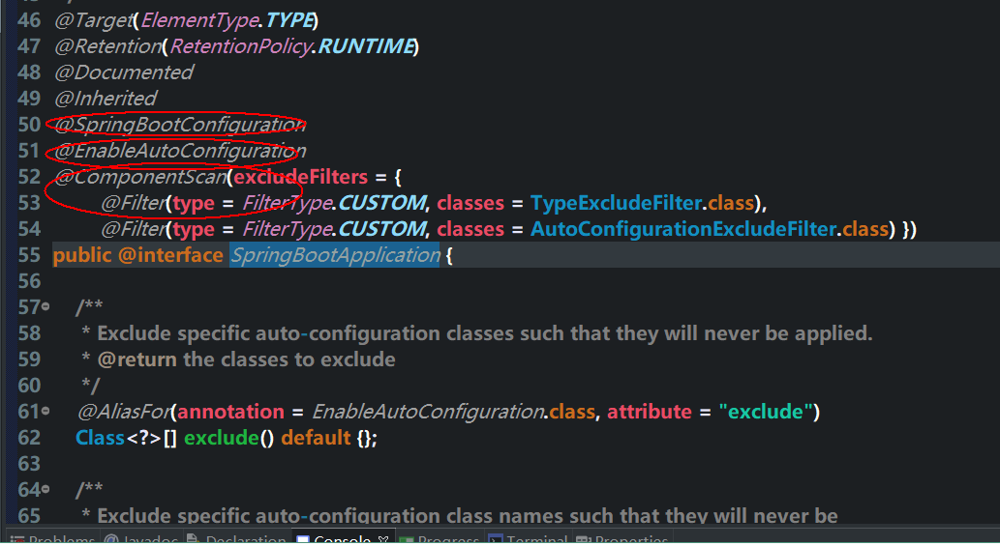 46 @Target(ElementType.TYPE)
47 @Retention(RetentionPolicy.RUNTIME)
48 @Documented
49 @Inherited
50 @SpringBootConfiguration
51 @EnableAutoConfiguration
52 @ComponentScan(excludeFilters = {
53 @Filter(type = FilterType.CUSTOM, classes = TypeExcludeFilter.class),
54 @Filter(type = FilterType.CUSTOM, classes = AutoConfigurationExcludeFilter.class) })
55 public @interface SpringBootApplication {
56
57 /**
58 * Exclude specific auto-configuration classes such that they will never be applied.
59 * @return the classes to exclude
60 */
61 @AliasFor(annotation = EnableAutoConfiguration.class, attribute = "exclude")
62 Class<?>[] exclude() default {};
63
64 /**
65 * Exclude specific auto-configuration class names such that they will never be
Problems @ Javadoc Declaration Console Progress Terminal Properties